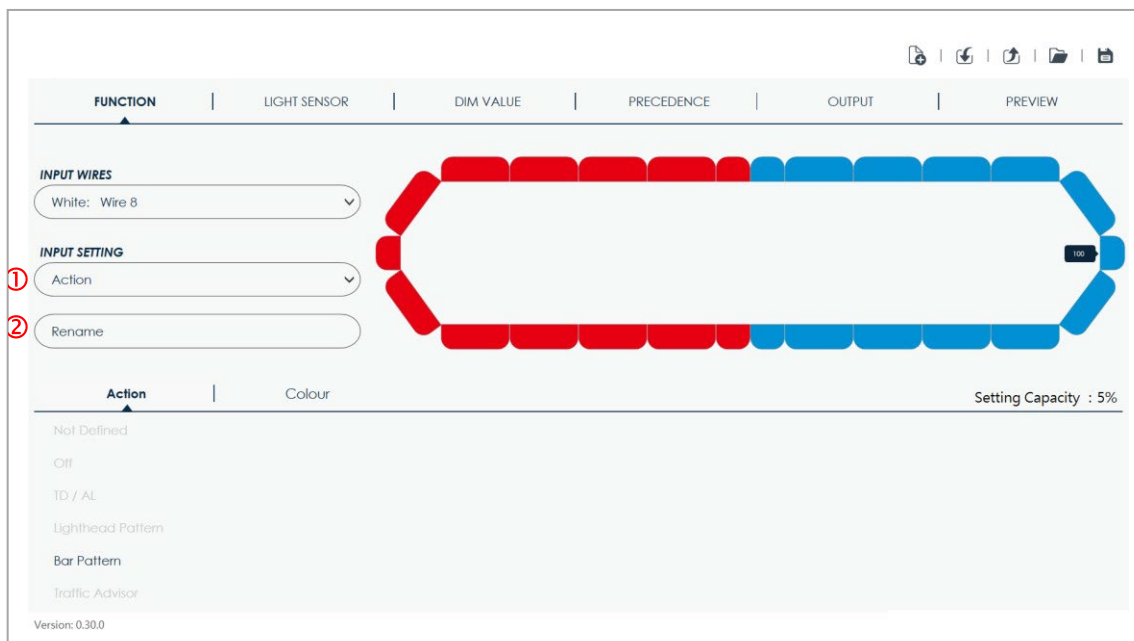 FUNCTION | LIGHT SENSOR | DIM VALUE | PRECEDENCE | OUTPUT | PREVIEW
INPUT WIRES
White: Wire 8
100
INPUT SETTING
① Action
② Rename
Action | Colour
Setting Capacity : 5%
Not Defined
Off
TD / AL
Lighthead Pattern
Bar Pattern
Traffic Advisor
Version: 0.30.0